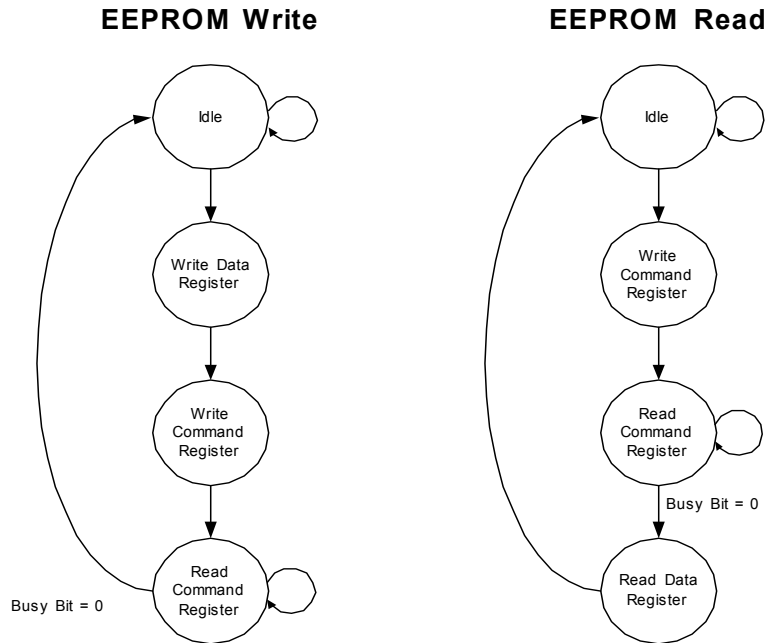 EEPROM Write
Idle
Write Data
Register
Write
Command
Register
Read
Command
Register
Busy Bit = 0
EEPROM Read
Idle
Write
Command
Register
Read
Command
Register
Busy Bit = 0
Read Data
Register